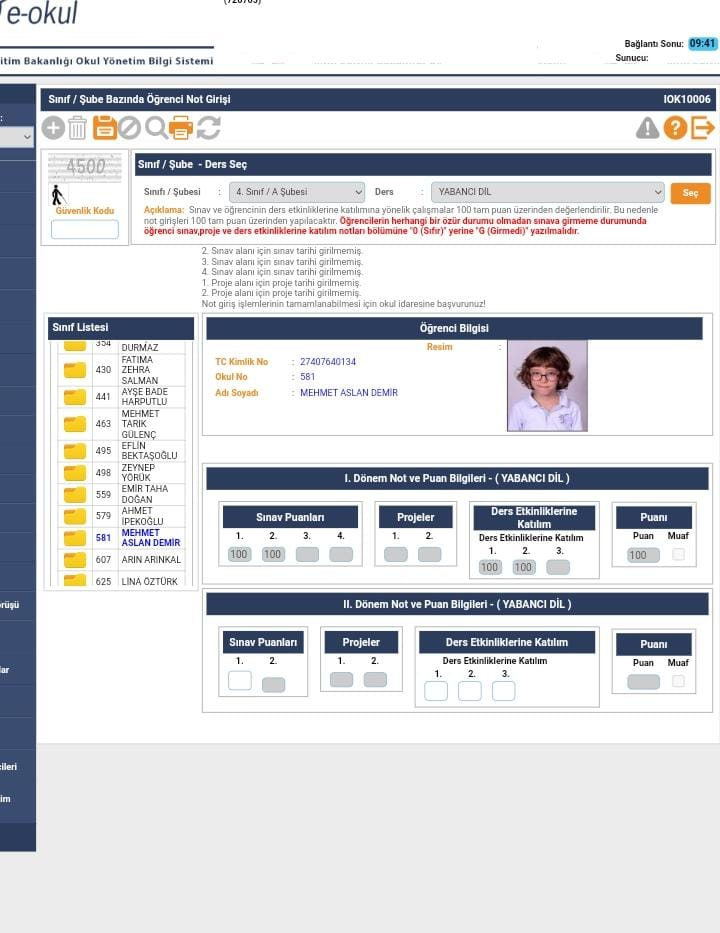 e-okul
itim Bakanlığı Okul Yönetim Bilgi Sistemi
Bağlantı Sonu: 09:41
Sunucu:
Sınıf / Şube Bazında Öğrenci Not Girişi IOK10006
4500
Güvenlik Kodu
Sınıf / Şube - Ders Seç
Sınıfı / Şubesi : 4. Sınıf / A Şubesi Ders : YABANCI DİL Seç
Açıklama: Sınav ve öğrencinin ders etkinliklerine katılımına yönelik çalışmalar 100 tam puan üzerinden değerlendirilir. Bu nedenle
not girişleri 100 tam puan üzerinden yapılacaktır. Öğrencilerin herhangi bir özür durumu olmadan sınava girmeme durumunda
öğrenci sınav,proje ve ders etkinliklerine katılım notları bölümüne "0 (Sıfır)" yerine "G (Girmedi)" yazılmalıdır.
2. Sınav alanı için sınav tarihi girilmemiş.
3. Sınav alanı için sınav tarihi girilmemiş.
4. Sınav alanı için sınav tarihi girilmemiş.
1. Proje alanı için proje tarihi girilmemiş.
2. Proje alanı için proje tarihi girilmemiş.
Not giriş işlemlerinin tamamlanabilmesi için okul idaresine başvurunuz!
Sınıf Listesi
354 DURMAZ
430 FATIMA
ZEHRA
SALMAN
441 AYŞE BADE
HARPUTLU
463 MEHMET
TARIK
GÜLENÇ
495 EFLİN
BEKTAŞOĞLU
498 ZEYNEP
YÖRÜK
559 EMİR TAHA
DOĞAN
579 AHMET
İPEKOĞLU
581 MEHMET
ASLAN DEMİR
607 ARIN ARINKAL
625 LİNA ÖZTÜRK
Öğrenci Bilgisi
Resim :
TC Kimlik No : 27407640134
Okul No : 581
Adı Soyadı : MEHMET ASLAN DEMİR
I. Dönem Not ve Puan Bilgileri - ( YABANCI DİL )
Sınav Puanları
1. 2. 3. 4.
100 100
Projeler
1. 2.
Ders Etkinliklerine
Katılım
Ders Etkinliklerine Katılım
1. 2. 3.
100 100
Puanı
Puan Muaf
100
II. Dönem Not ve Puan Bilgileri - ( YABANCI DİL )
Sınav Puanları
1. 2.
Projeler
1. 2.
Ders Etkinliklerine Katılım
Ders Etkinliklerine Katılım
1. 2. 3.
Puanı
Puan Muaf
rüşü
lar
cileri
im